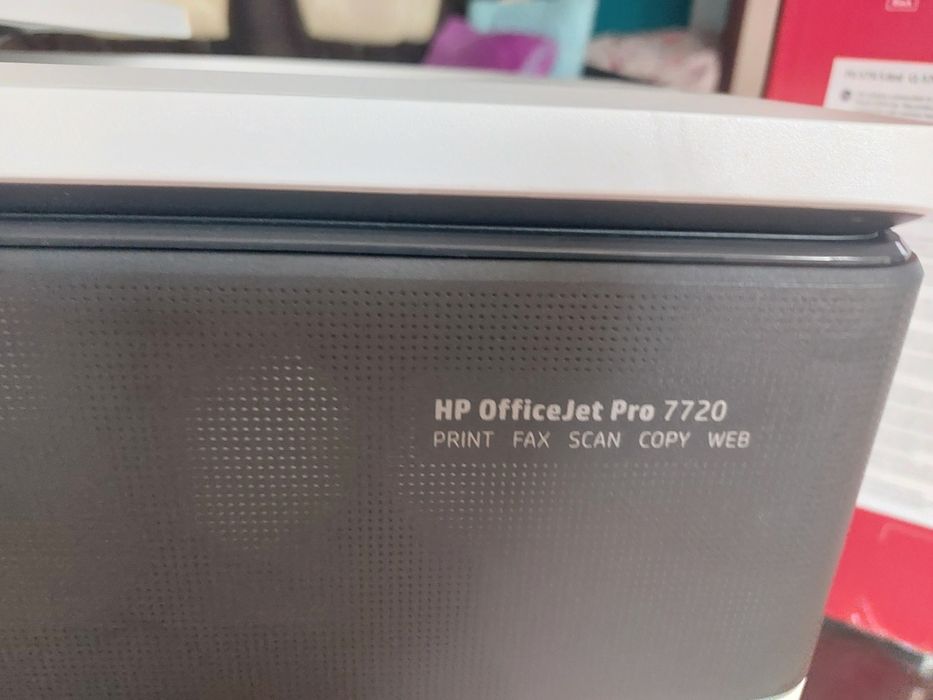 HP OfficeJet Pro 7720
PRINT FAX SCAN COPY WEB